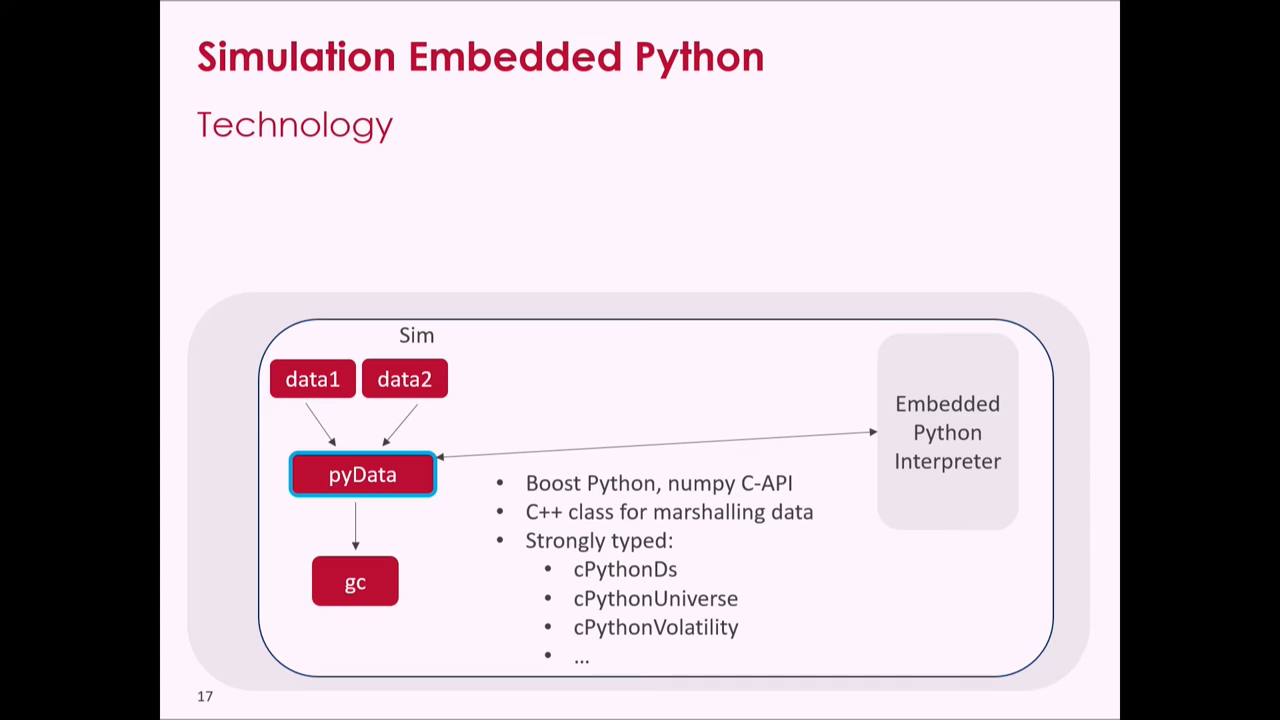 Simulation Embedded Python
Technology
Sim
data1 data2
pyData
gc
• Boost Python, numpy C-API
• C++ class for marshalling data
• Strongly typed:
• cPythonDs
• cPythonUniverse
• cPythonVolatility
• ...
Embedded
Python
Interpreter
17